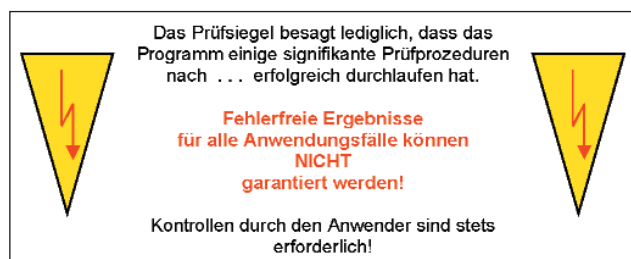 Das Prüfsiegel besagt lediglich, dass das
Programm einige signifikante Prüfprozeduren
nach . . . erfolgreich durchlaufen hat.
Fehlerfreie Ergebnisse
für alle Anwendungsfälle können
NICHT
garantiert werden!
Kontrollen durch den Anwender sind stets
erforderlich!